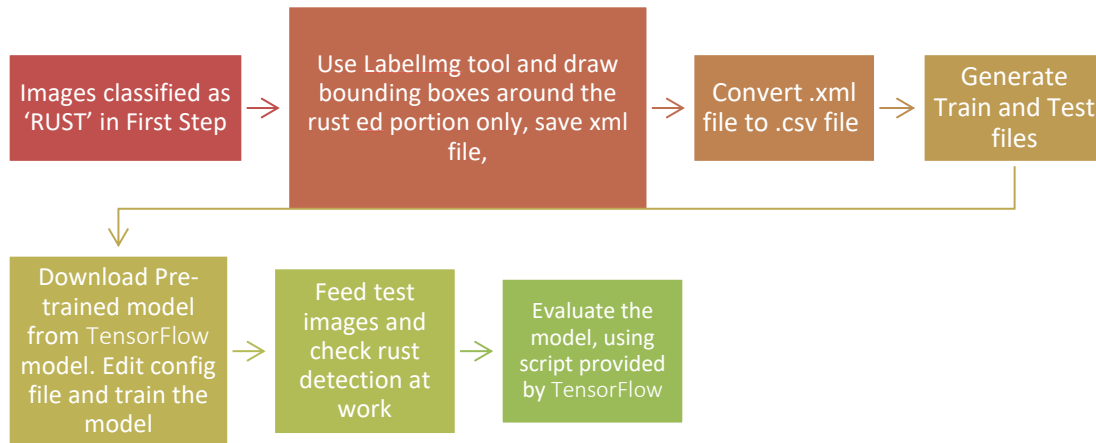 Images classified as
‘RUST’ in First Step
Use LabelImg tool and draw
bounding boxes around the
rust ed portion only, save xml
file,
Convert .xml
file to .csv file
Generate
Train and Test
files
Download Pre-
trained model
from TensorFlow
model. Edit config
file and train the
model
Feed test
images and
check rust
detection at
work
Evaluate the
model, using
script provided
by TensorFlow